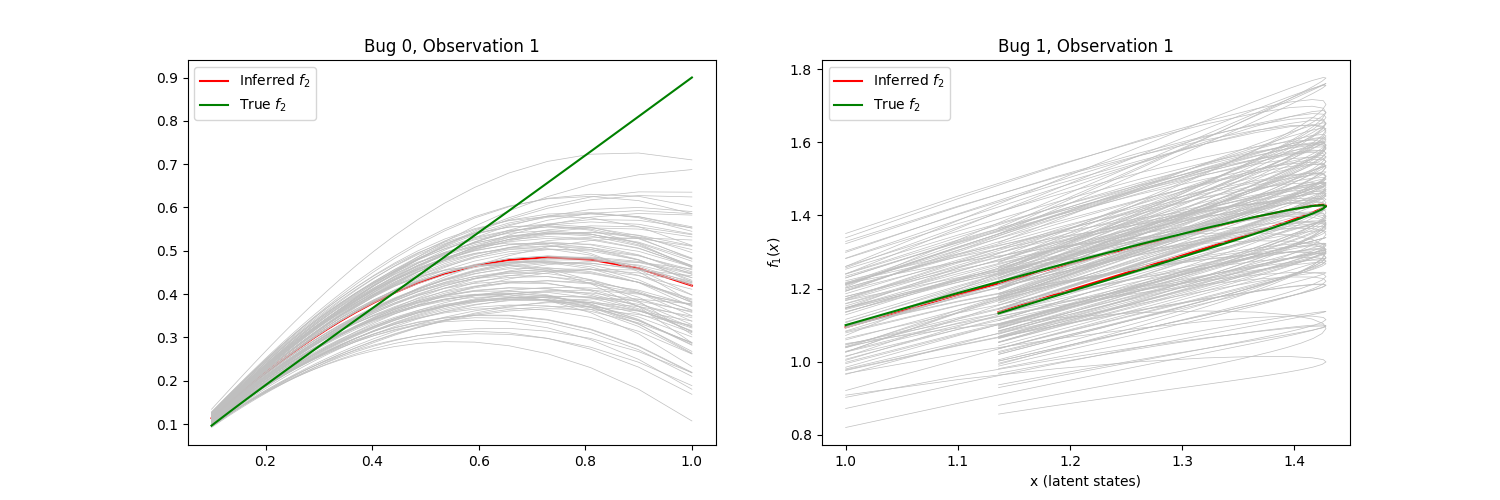 Bug 0, Observation 1
Inferred f₂
True f₂
0.9
0.8
0.7
0.6
0.5
0.4
0.3
0.2
0.1
0.2 0.4 0.6 0.8 1.0
Bug 1, Observation 1
Inferred f₂
True f₂
f₁(x)
1.8
1.6
1.4
1.2
1.0
0.8
1.0 1.1 1.2 1.3 1.4
x (latent states)